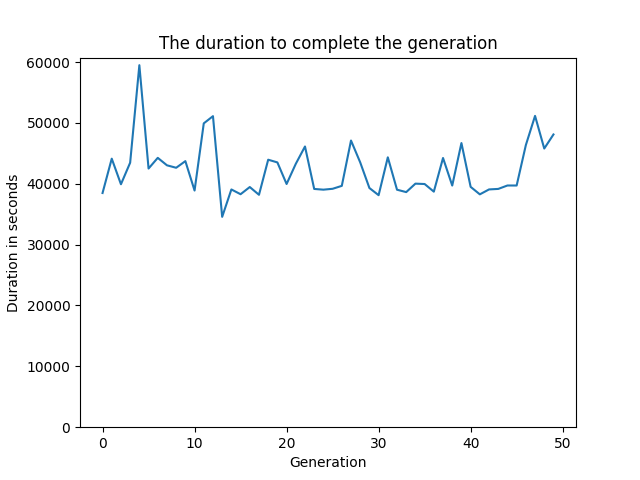 The duration to complete the generation
60000
50000
40000
30000
20000
10000
0
Duration in seconds
0 10 20 30 40 50
Generation